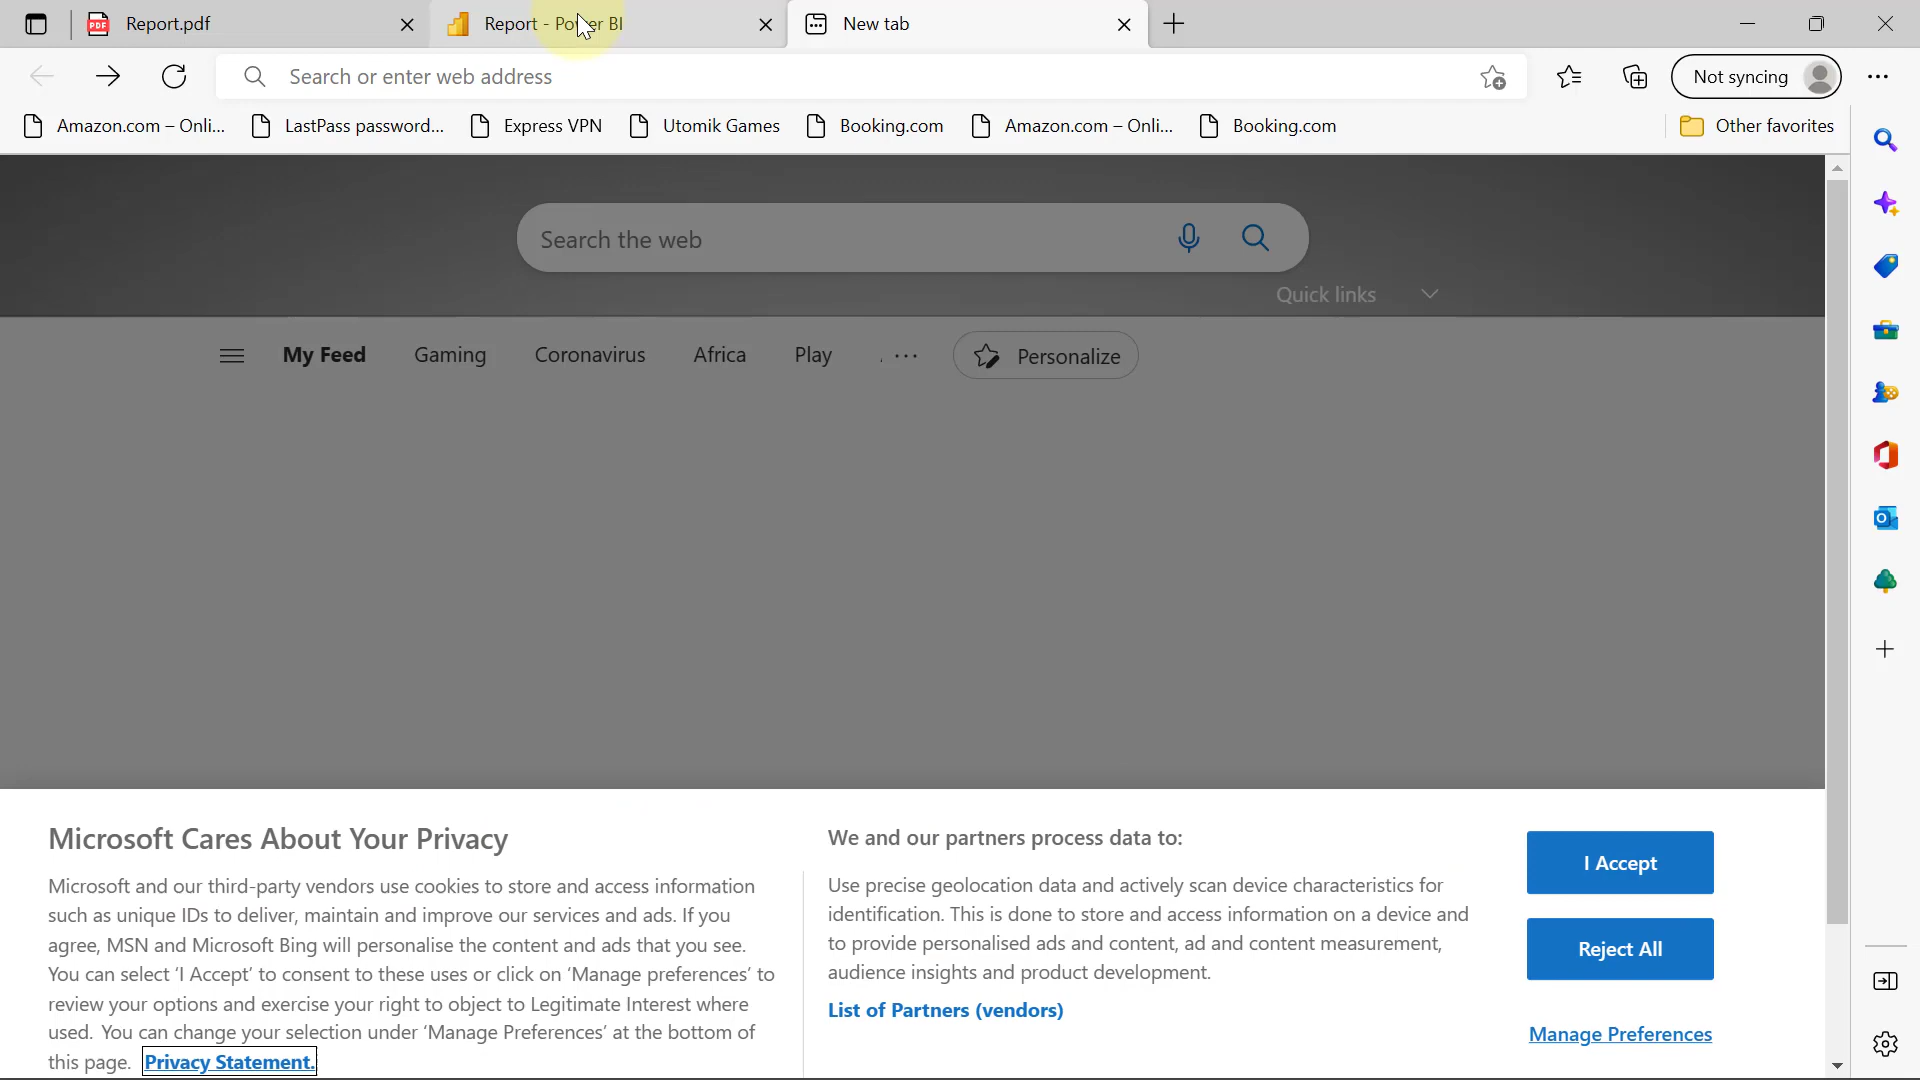 Report.pdf
Report - Power BI
New tab
Search or enter web address
Not syncing
Amazon.com – Onli...
LastPass password...
Express VPN
Utomik Games
Booking.com
Amazon.com – Onli...
Booking.com
Other favorites
Search the web
Quick links
My Feed
Gaming
Coronavirus
Africa
Play
Personalize
Microsoft Cares About Your Privacy
Microsoft and our third-party vendors use cookies to store and access information
such as unique IDs to deliver, maintain and improve our services and ads. If you
agree, MSN and Microsoft Bing will personalise the content and ads that you see.
You can select ‘I Accept’ to consent to these uses or click on ‘Manage preferences’ to
review your options and exercise your right to object to Legitimate Interest where
used. You can change your selection under ‘Manage Preferences’ at the bottom of
this page. Privacy Statement.
We and our partners process data to:
Use precise geolocation data and actively scan device characteristics for
identification. This is done to store and access information on a device and
to provide personalised ads and content, ad and content measurement,
audience insights and product development.
List of Partners (vendors)
I Accept
Reject All
Manage Preferences